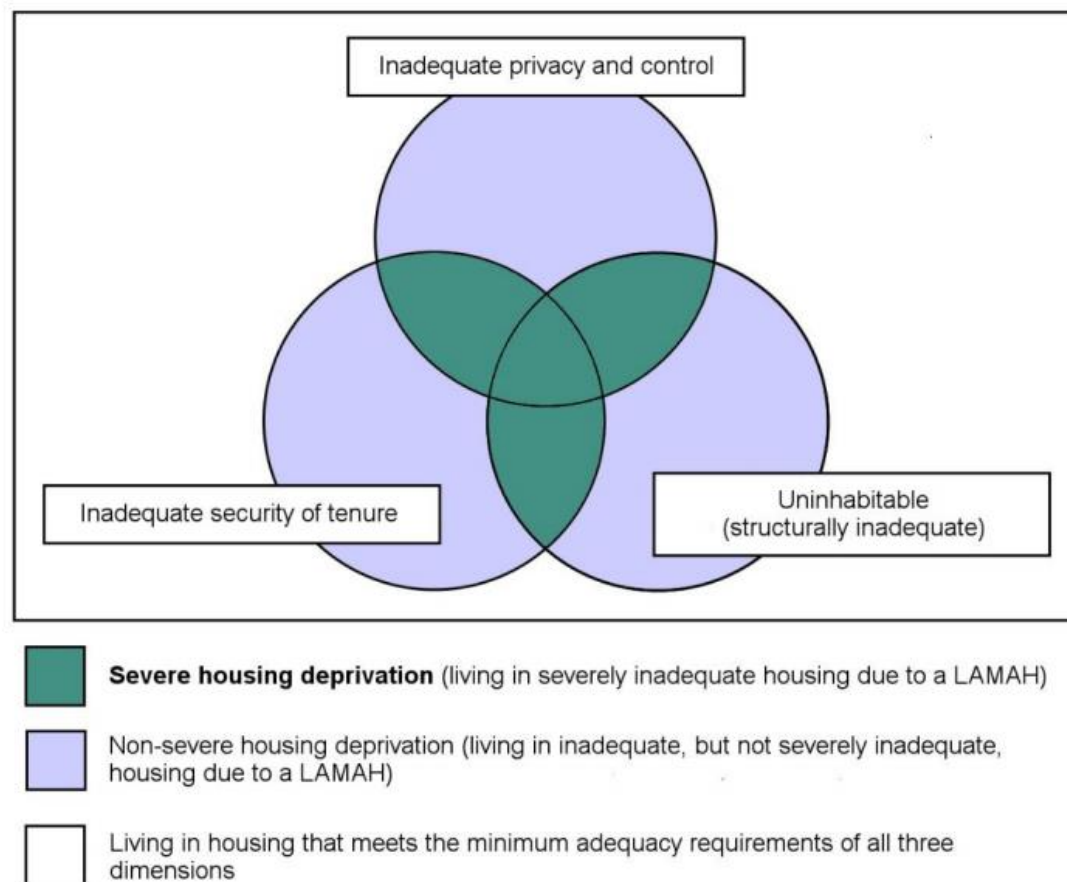 Inadequate privacy and control
Inadequate security of tenure
Uninhabitable
(structurally inadequate)
Severe housing deprivation (living in severely inadequate housing due to a LAMAH)
Non-severe housing deprivation (living in inadequate, but not severely inadequate,
housing due to a LAMAH)
Living in housing that meets the minimum adequacy requirements of all three
dimensions